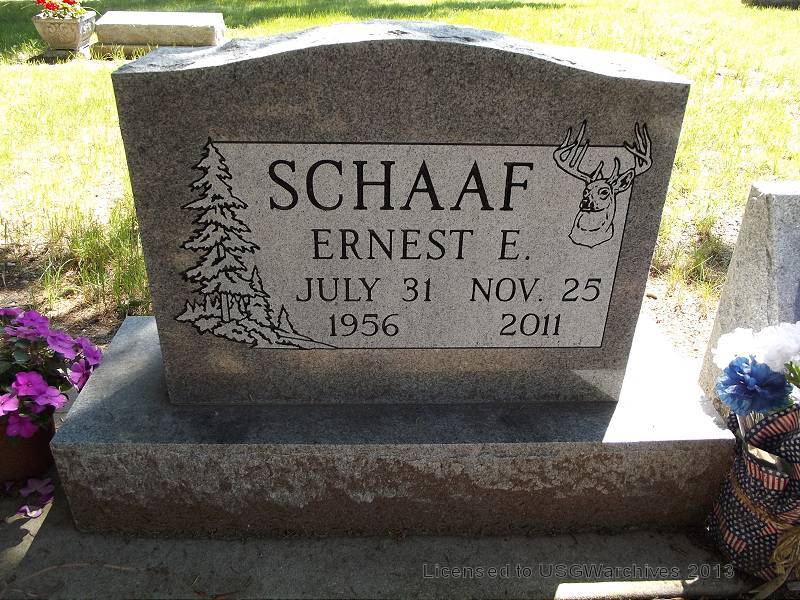 SCHAAF
ERNEST E.
JULY 31 NOV. 25
1956 2011
Licensed to USGWarchives 2013